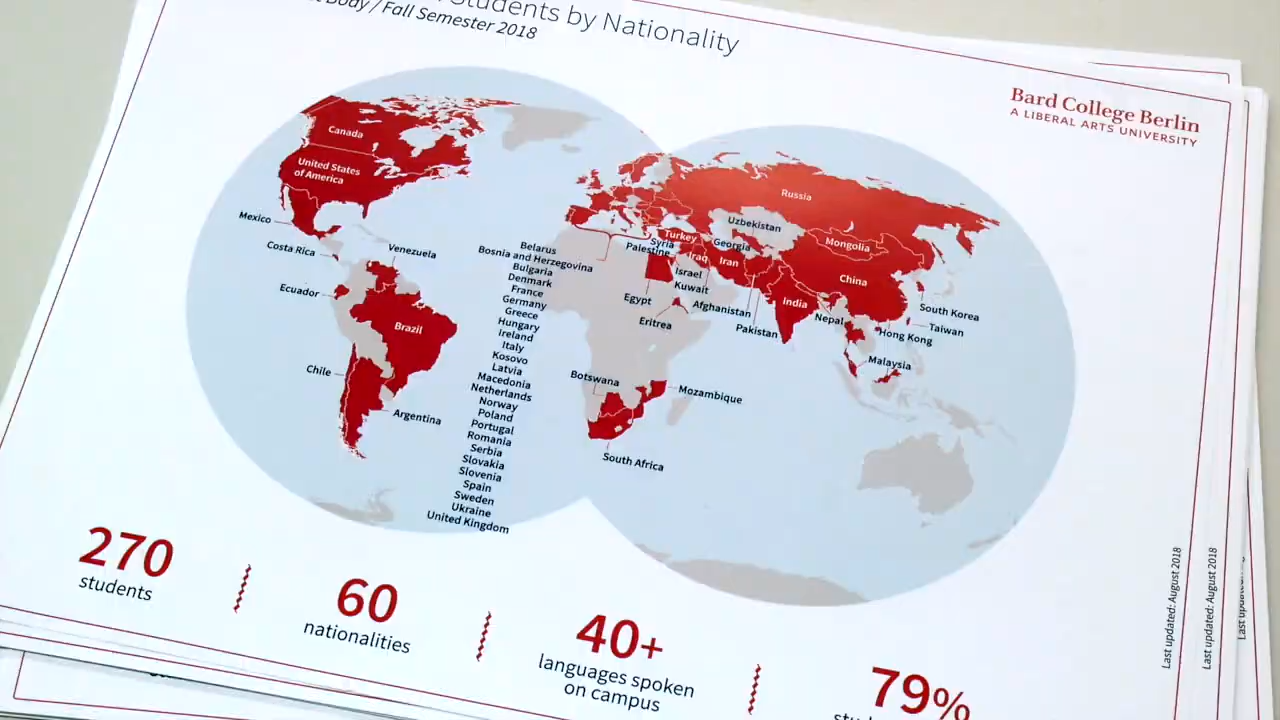 Students by Nationality
Body / Fall Semester 2018
Bard College Berlin
A LIBERAL ARTS UNIVERSITY
Canada
United States
of America
Mexico
Costa Rica
Venezuela
Ecuador
Brazil
Chile
Argentina
Belarus
Bosnia and Herzegovina
Bulgaria
Denmark
France
Germany
Greece
Hungary
Ireland
Italy
Kosovo
Latvia
Macedonia
Netherlands
Norway
Poland
Portugal
Romania
Serbia
Slovakia
Slovenia
Spain
Sweden
Ukraine
United Kingdom
Russia
Uzbekistan
Turkey
Georgia
Syria
Palestine
Iraq
Iran
Mongolia
China
Israel
Kuwait
Egypt
Eritrea
Afghanistan
Pakistan
India
Nepal
South Korea
Taiwan
Hong Kong
Malaysia
Botswana
Mozambique
South Africa
270
students
60
nationalities
40+
languages spoken
on campus
79%
Last updated: August 2018
Last updated: August 2018
Last updated: